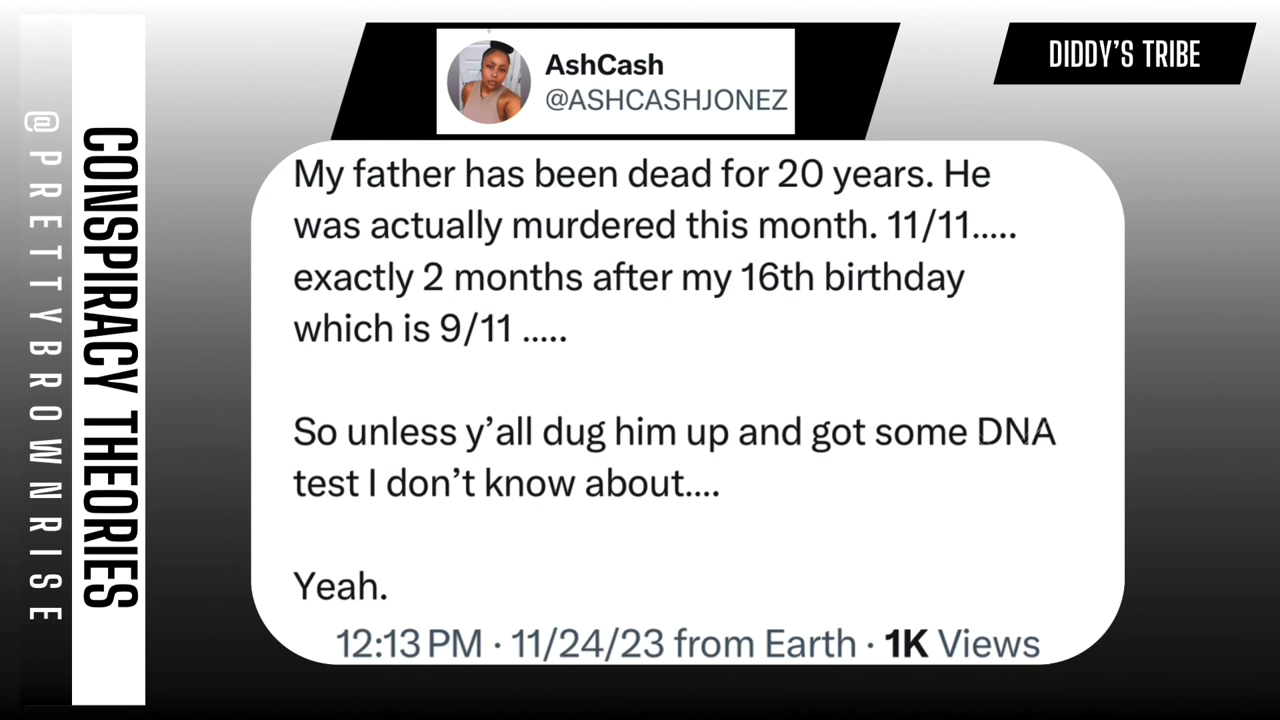 @PRETTYBROWNRISE
CONSPIRACY THEORIES
DIDDY'S TRIBE
AshCash
@ASHCASHJONEZ
My father has been dead for 20 years. He
was actually murdered this month. 11/11.....
exactly 2 months after my 16th birthday
which is 9/11 .....
So unless y’all dug him up and got some DNA
test I don’t know about....
Yeah.
12:13 PM · 11/24/23 from Earth · 1K Views